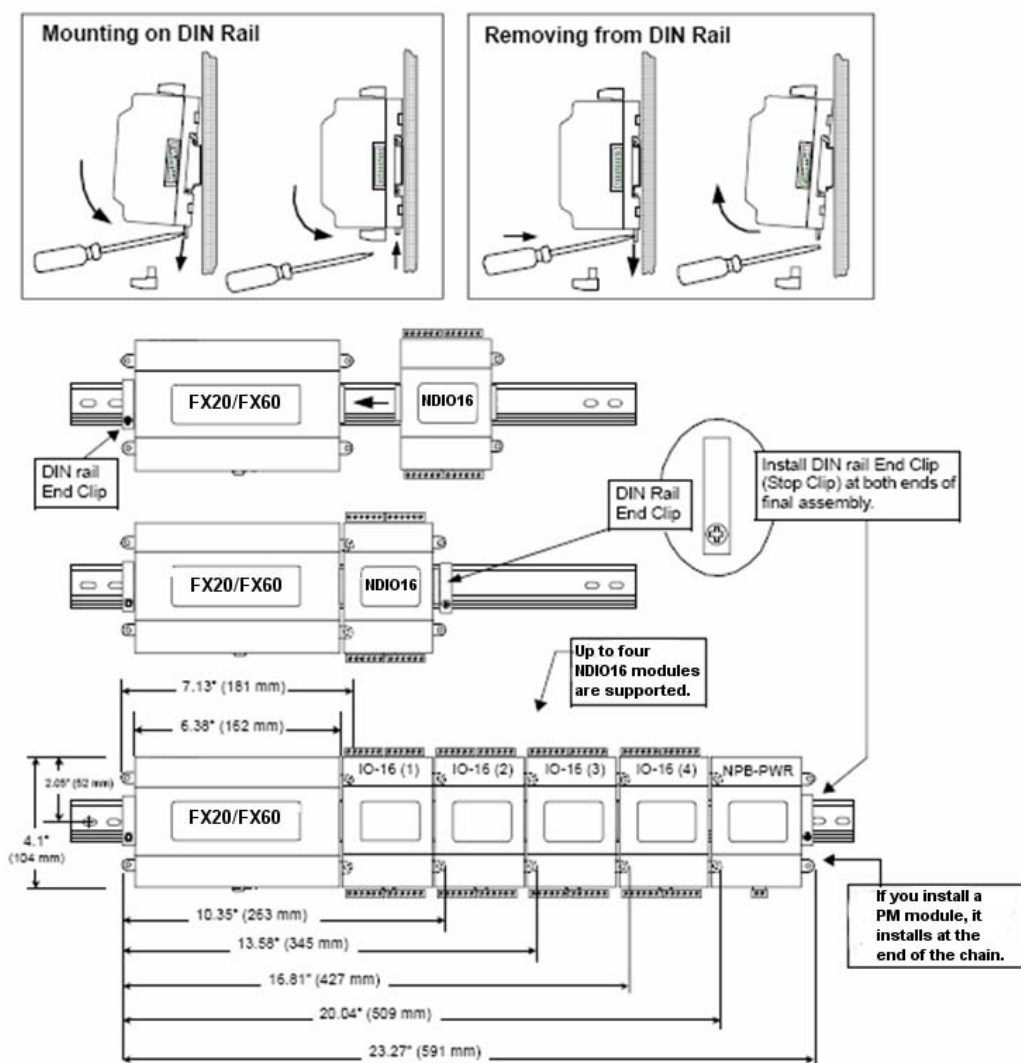 Mounting on DIN Rail
Removing from DIN Rail
FX20/FX60
NDIO16
DIN rail
End Clip
DIN Rail
End Clip
Install DIN rail End Clip
(Stop Clip) at both ends of
final assembly.
FX20/FX60
NDIO16
Up to four
NDIO16 modules
are supported.
7.13" (181 mm)
6.38" (162 mm)
2.05" (52 mm)
4.1"
(104 mm)
IO-16 (1)
IO-16 (2)
IO-16 (3)
IO-16 (4)
NPB-PWR
FX20/FX60
If you install a
PM module, it
installs at the
end of the chain.
10.35" (263 mm)
13.58" (345 mm)
16.81" (427 mm)
20.04" (509 mm)
23.27" (591 mm)